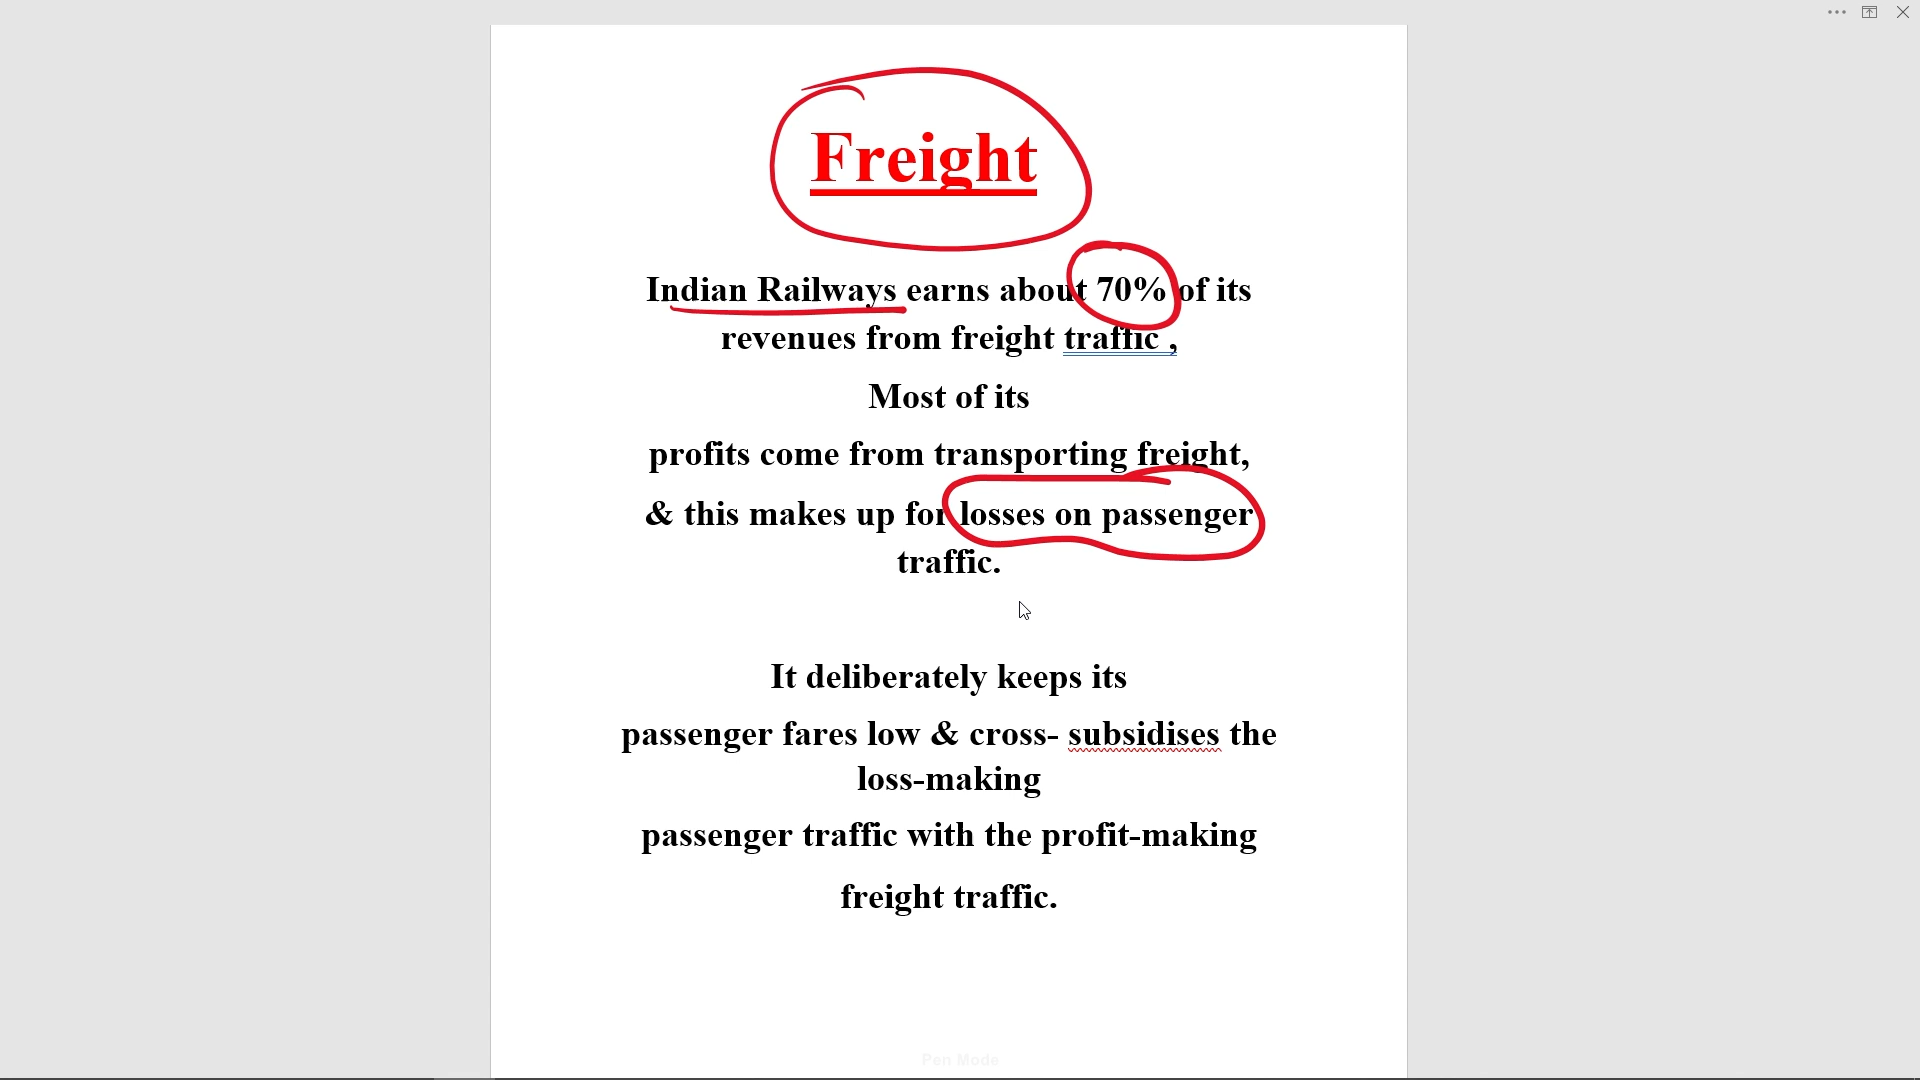 Freight
Indian Railways earns about 70% of its
revenues from freight traffic ,
Most of its
profits come from transporting freight,
& this makes up for losses on passenger
traffic.
It deliberately keeps its
passenger fares low & cross- subsidises the
loss-making
passenger traffic with the profit-making
freight traffic.
Pen Mode